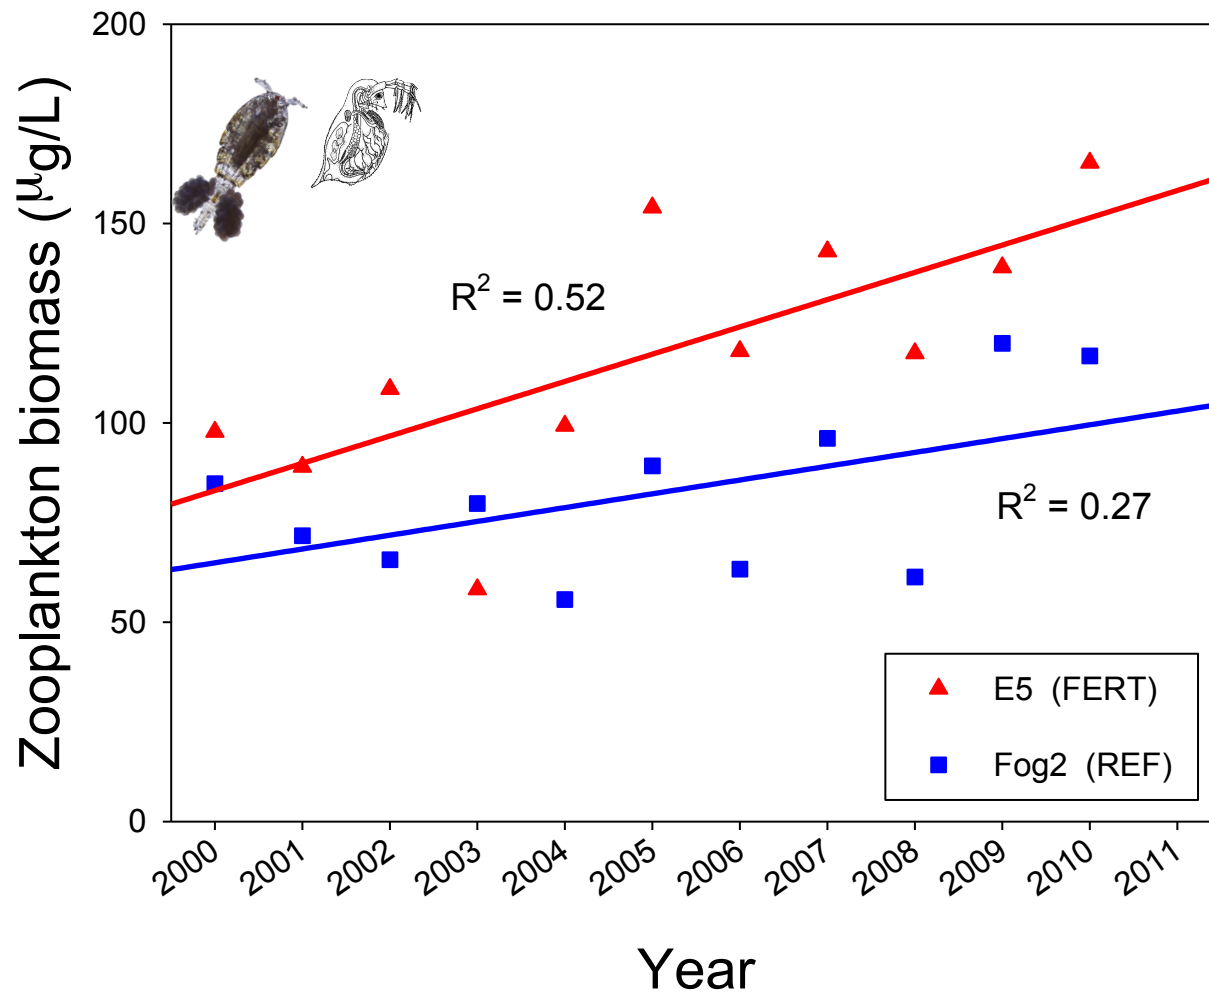 200
150
100
50
0
Zooplankton biomass (μg/L)
R² = 0.52
R² = 0.27
E5 (FERT)
Fog2 (REF)
2000 2001 2002 2003 2004 2005 2006 2007 2008 2009 2010 2011
Year